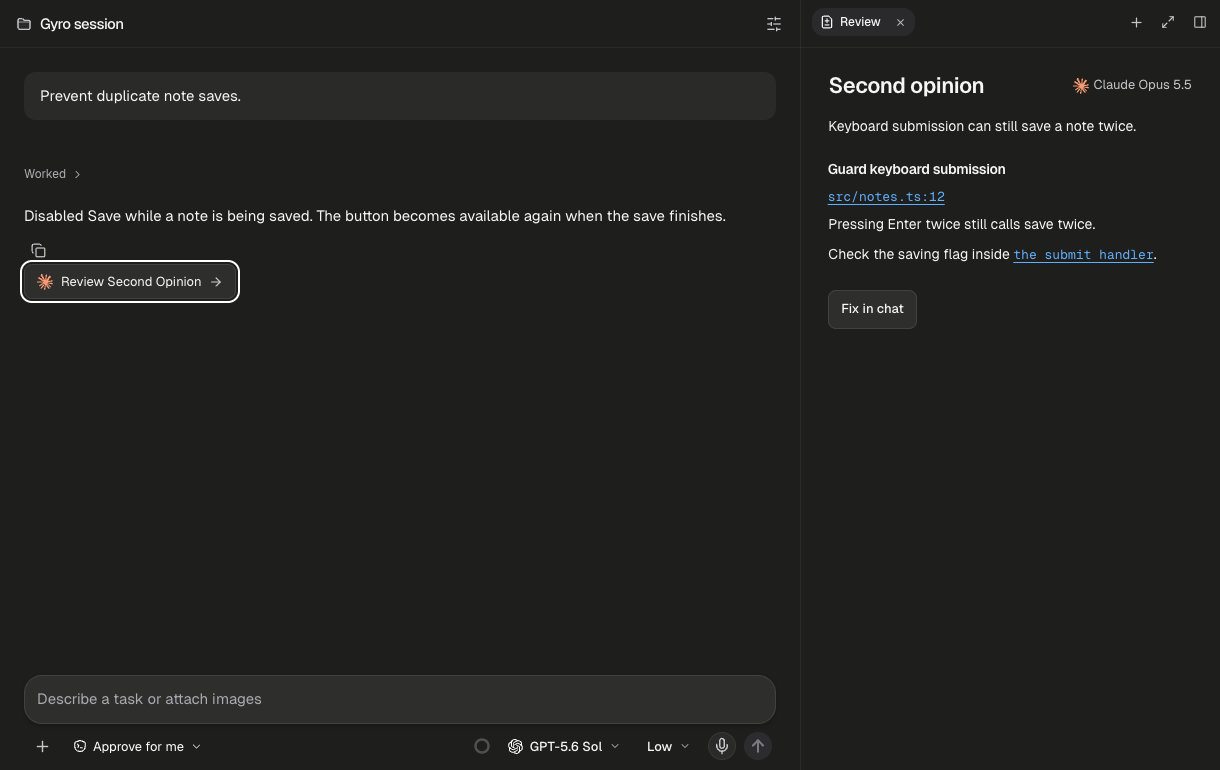 Gyro session
Prevent duplicate note saves.
Worked
Disabled Save while a note is being saved. The button becomes available again when the save finishes.
Review Second Opinion
Describe a task or attach images
Approve for me
GPT-5.6 Sol
Low
Review
Second opinion
Claude Opus 5.5
Keyboard submission can still save a note twice.
Guard keyboard submission
src/notes.ts:12
Pressing Enter twice still calls save twice.
Check the saving flag inside the submit handler.
Fix in chat